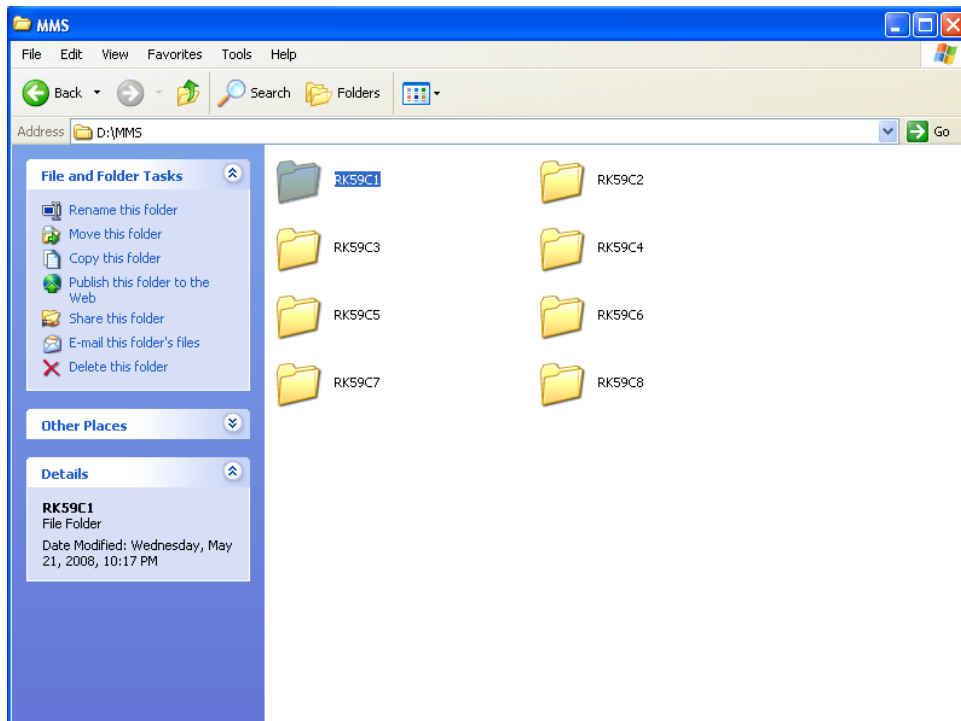 MMS
File Edit View Favorites Tools Help
Back Search Folders
Address D:\MMS Go
File and Folder Tasks
Rename this folder
Move this folder
Copy this folder
Publish this folder to the
Web
Share this folder
E-mail this folder's files
Delete this folder
Other Places
Details
RK59C1
File Folder
Date Modified: Wednesday, May
21, 2008, 10:17 PM
RK59C1 RK59C2
RK59C3 RK59C4
RK59C5 RK59C6
RK59C7 RK59C8